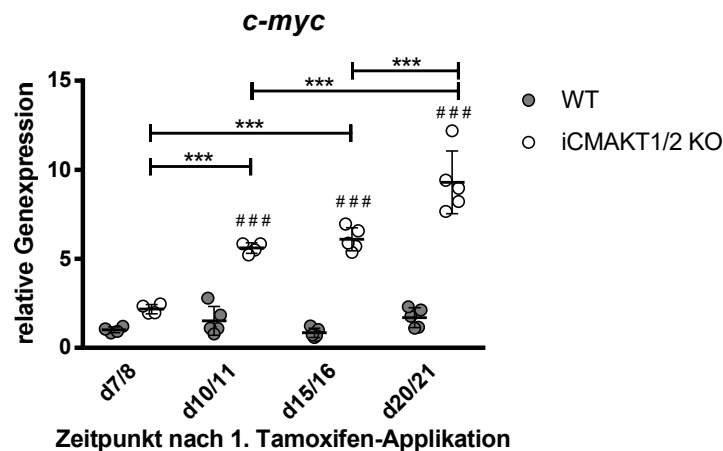 c-myc
relative Genexpression
15
10
5
0
***
***
***
***
###
###
###
WT
iCMAKT1/2 KO
d7/8
d10/11
d15/16
d20/21
Zeitpunkt nach 1. Tamoxifen-Applikation